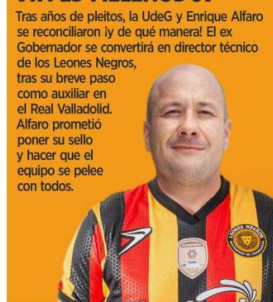 Tras años de pleitos, la UdeG y Enrique Alfaro
se reconciliaron ¡y de qué manera! El ex
Gobernador se convertirá en director técnico
de los Leones Negros,
tras su breve paso
como auxiliar en
el Real Valladolid.
Alfaro prometió
poner su sello
y hacer que el
equipo se pelee
con todos.
LEONES NEGROS